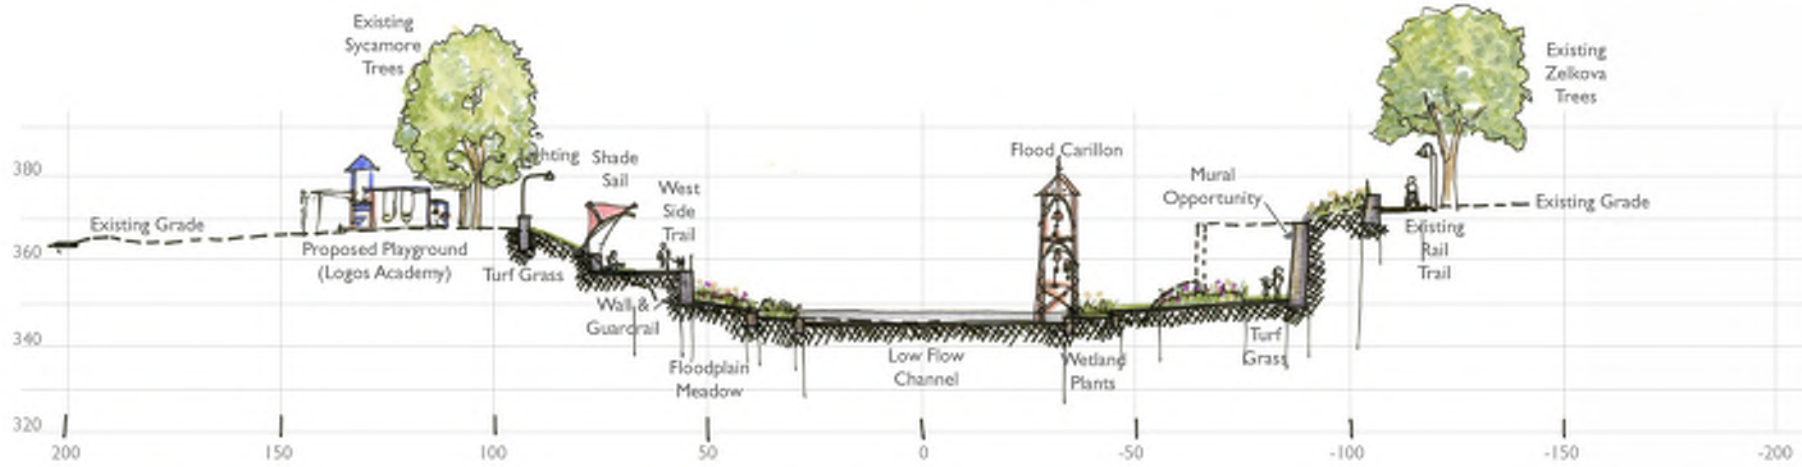 Existing
Sycamore
Trees
Existing
Zelkova
Trees
Lighting
Shade
Sail
Flood Carillon
380
West
Side
Trail
Mural
Opportunity
Existing Grade
Existing Grade
Proposed Playground
(Logos Academy)
Turf Grass
Existing
Rail
Trail
360
Wall &
Guardrail
340
Floodplain
Meadow
Low Flow
Channel
Wetland
Plants
Turf
Grass
320
200
150
100
50
0
-50
-100
-150
-200